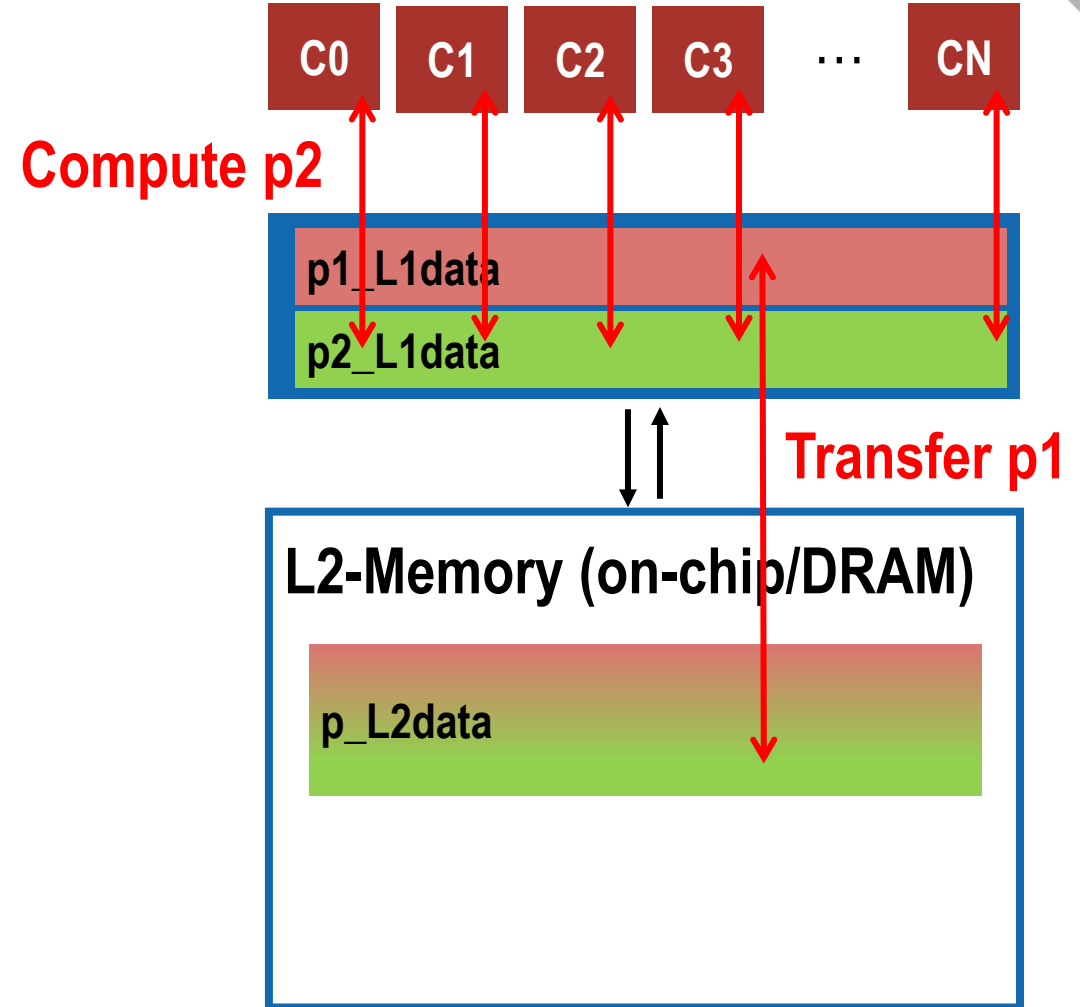 C0 C1 C2 C3 … CN
Compute p2
p1_L1data
p2_L1data
Transfer p1
L2-Memory (on-chip/DRAM)
p_L2data